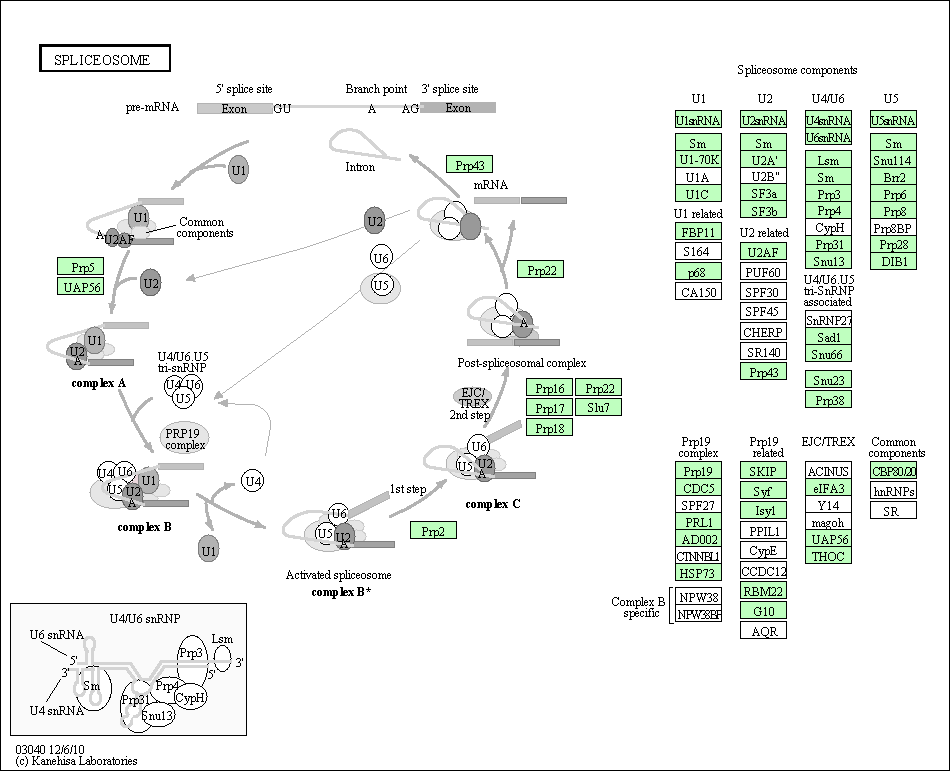 SPLICEOSOME
5' splice site
Branch point
3' splice site
pre-mRNA
Exon
GU
A
AG
Exon
U1
Intron
Prp43
mRNA
U1
A
U2AF
Common
components
U2
U6
U5
Prp5
UAP56
U2
Prp22
A
Post-spliceosomal complex
U1
U2
A
complex A
U4/U6.U5
tri-snRNP
U4 U6
U5
PRP19
complex
EJC/
TREX
2nd step
Prp16
Prp22
Prp17
Slu7
Prp18
U6
U5
U2
A
complex C
U4
U6
U1
U5
U2
A
complex B
U4
U1
1st step
U6
U5
U2
A
Prp2
Activated spliceosome
complex B*
U4/U6 snRNP
U6 snRNA
5'
3'
U4 snRNA
Sm
Prp3
Lsm
3'
5'
Prp4
Prp31
CypH
Snu13
03040 12/6/10
(c) Kanehisa Laboratories
Spliceosome components
U1
U1snRNA
Sm
U1-70K
U1A
U1C
U1 related
FBP11
S164
p68
CA150
U2
U2snRNA
Sm
U2A'
U2B"
SF3a
SF3b
U2 related
U2AF
PUF60
SPF30
SPF45
CHERP
SR140
Prp43
U4/U6
U4snRNA
U6snRNA
Lsm
Sm
Prp3
Prp4
CypH
Prp31
Snu13
U4/U6.U5
tri-SnRNP
associated
SnRNP27
Sad1
Snu66
Snu23
Prp38
U5
U5snRNA
Sm
Snu114
Brr2
Prp6
Prp8
Prp8BP
Prp28
DIB1
Prp19
complex
Prp19
CDC5
SPF27
PRL1
AD002
CTNNBL1
HSP73
Complex B
specific
NPW38
NPW38BP
Prp19
related
SKIP
Syf
Isy1
PPIL1
CypE
CCDC12
RBM22
G10
AQR
EJC/TREX
ACINUS
eIFA3
Y14
magoh
UAP56
THOC
Common
components
CBP80/20
hnRNPs
SR